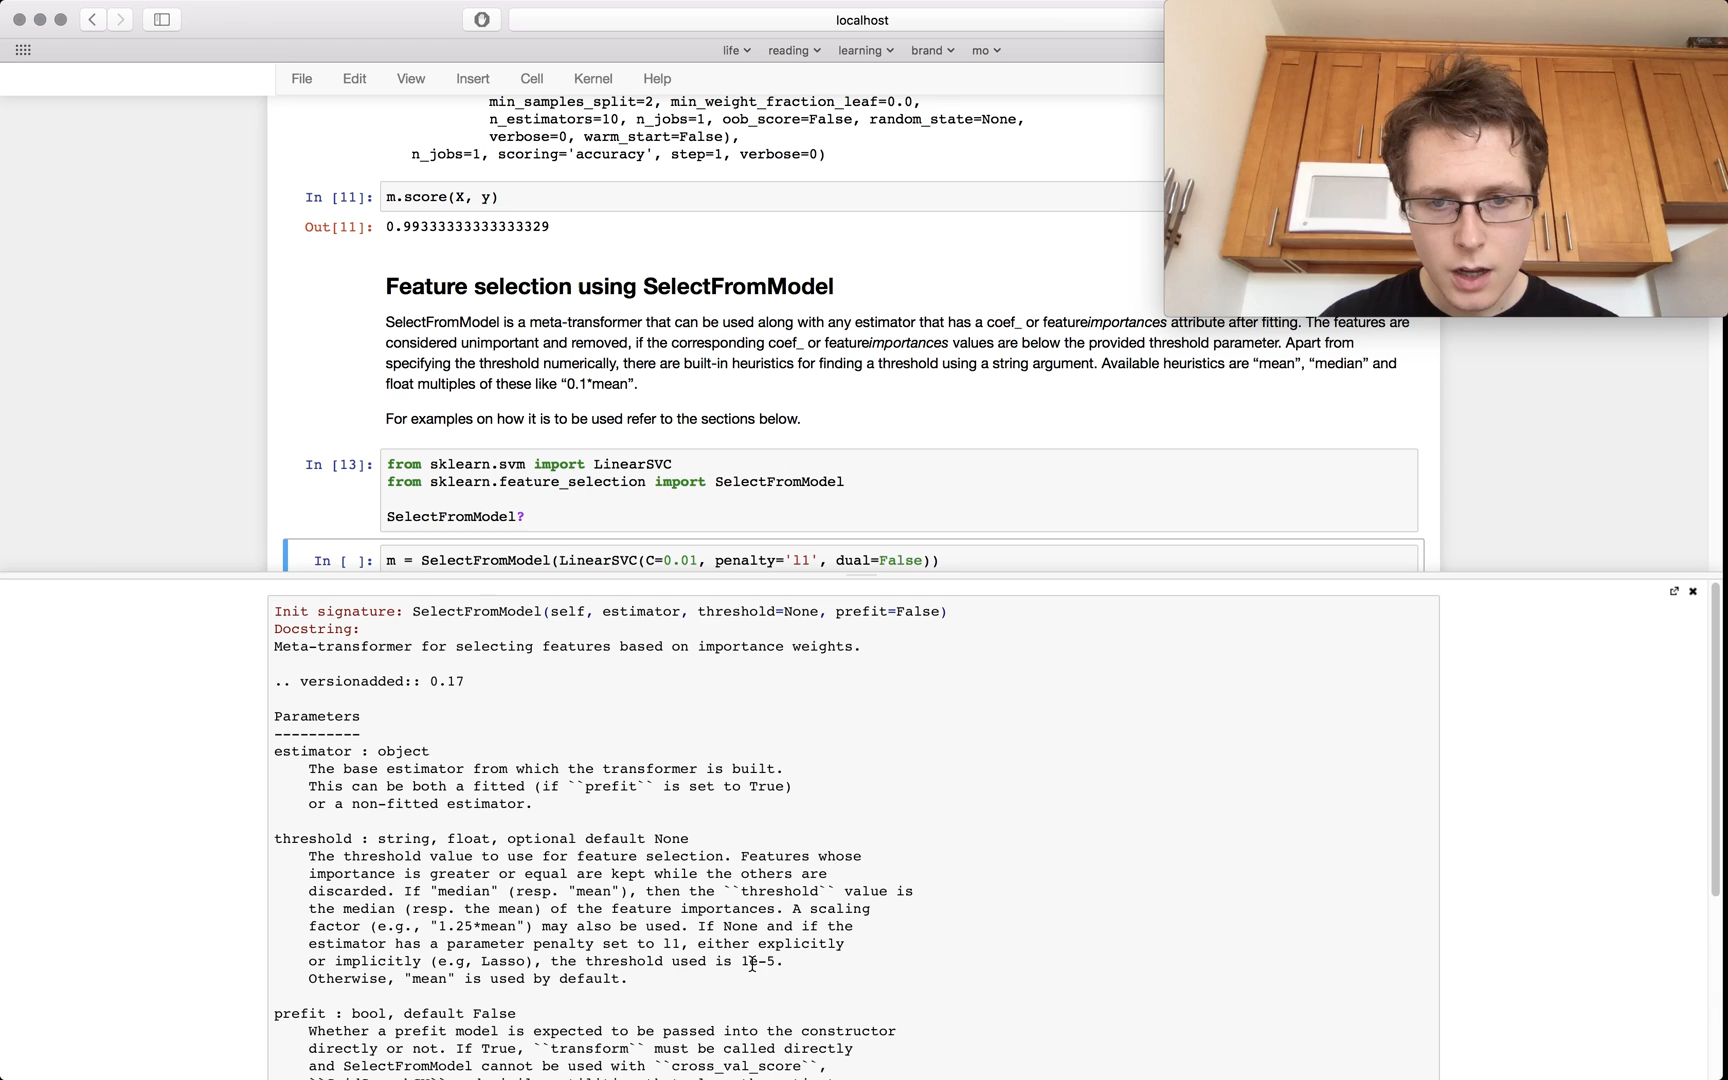 localhost
life reading learning brand mo
File Edit View Insert Cell Kernel Help
min_samples_split=2, min_weight_fraction_leaf=0.0,
n_estimators=10, n_jobs=1, oob_score=False, random_state=None,
verbose=0, warm_start=False),
n_jobs=1, scoring='accuracy', step=1, verbose=0)
In [11]: m.score(X, y)
Out[11]: 0.99333333333333329
Feature selection using SelectFromModel
SelectFromModel is a meta-transformer that can be used along with any estimator that has a coef_ or featureimportances attribute after fitting. The features are
considered unimportant and removed, if the corresponding coef_ or featureimportances values are below the provided threshold parameter. Apart from
specifying the threshold numerically, there are built-in heuristics for finding a threshold using a string argument. Available heuristics are “mean”, “median” and
float multiples of these like “0.1*mean”.
For examples on how it is to be used refer to the sections below.
In [13]: from sklearn.svm import LinearSVC
from sklearn.feature_selection import SelectFromModel
SelectFromModel?
In [ ]: m = SelectFromModel(LinearSVC(C=0.01, penalty='l1', dual=False))
Init signature: SelectFromModel(self, estimator, threshold=None, prefit=False)
Docstring:
Meta-transformer for selecting features based on importance weights.
.. versionadded:: 0.17
Parameters
----------
estimator : object
The base estimator from which the transformer is built.
This can be both a fitted (if ``prefit`` is set to True)
or a non-fitted estimator.
threshold : string, float, optional default None
The threshold value to use for feature selection. Features whose
importance is greater or equal are kept while the others are
discarded. If "median" (resp. "mean"), then the ``threshold`` value is
the median (resp. the mean) of the feature importances. A scaling
factor (e.g., "1.25*mean") may also be used. If None and if the
estimator has a parameter penalty set to l1, either explicitly
or implicitly (e.g, Lasso), the threshold used is 1e-5.
Otherwise, "mean" is used by default.
prefit : bool, default False
Whether a prefit model is expected to be passed into the constructor
directly or not. If True, ``transform`` must be called directly
and SelectFromModel cannot be used with ``cross_val_score``,